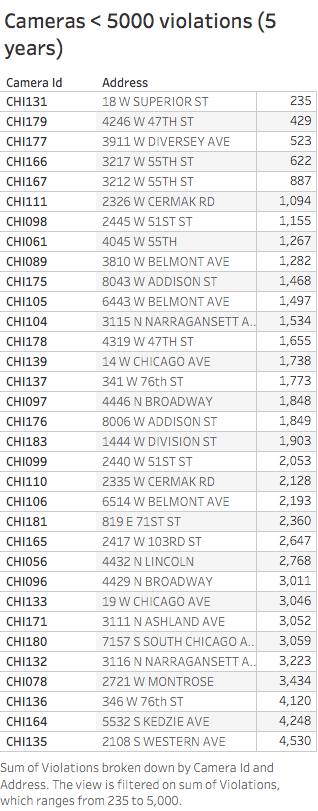 Cameras < 5000 violations (5
years)
Camera Id Address
CHI131 18 W SUPERIOR ST 235
CHI179 4246 W 47TH ST 429
CHI177 3911 W DIVERSEY AVE 523
CHI166 3217 W 55TH ST 622
CHI167 3212 W 55TH ST 887
CHI111 2326 W CERMAK RD 1,094
CHI098 2445 W 51ST ST 1,155
CHI061 4045 W 55TH 1,267
CHI089 3810 W BELMONT AVE 1,282
CHI175 8043 W ADDISON ST 1,468
CHI105 6443 W BELMONT AVE 1,497
CHI104 3115 N NARRAGANSETT A.. 1,534
CHI178 4319 W 47TH ST 1,655
CHI139 14 W CHICAGO AVE 1,738
CHI137 341 W 76th ST 1,773
CHI097 4446 N BROADWAY 1,848
CHI176 8006 W ADDISON ST 1,849
CHI183 1444 W DIVISION ST 1,903
CHI099 2440 W 51ST ST 2,053
CHI110 2335 W CERMAK RD 2,128
CHI106 6514 W BELMONT AVE 2,193
CHI181 819 E 71ST ST 2,360
CHI165 2417 W 103RD ST 2,647
CHI056 4432 N LINCOLN 2,768
CHI096 4429 N BROADWAY 3,011
CHI133 19 W CHICAGO AVE 3,046
CHI171 3111 N ASHLAND AVE 3,052
CHI180 7157 S SOUTH CHICAGO A.. 3,059
CHI132 3116 N NARRAGANSETT A.. 3,223
CHI078 2721 W MONTROSE 3,434
CHI136 346 W 76th ST 4,120
CHI164 5532 S KEDZIE AVE 4,248
CHI135 2108 S WESTERN AVE 4,530
Sum of Violations broken down by Camera Id and
Address. The view is filtered on sum of Violations,
which ranges from 235 to 5,000.